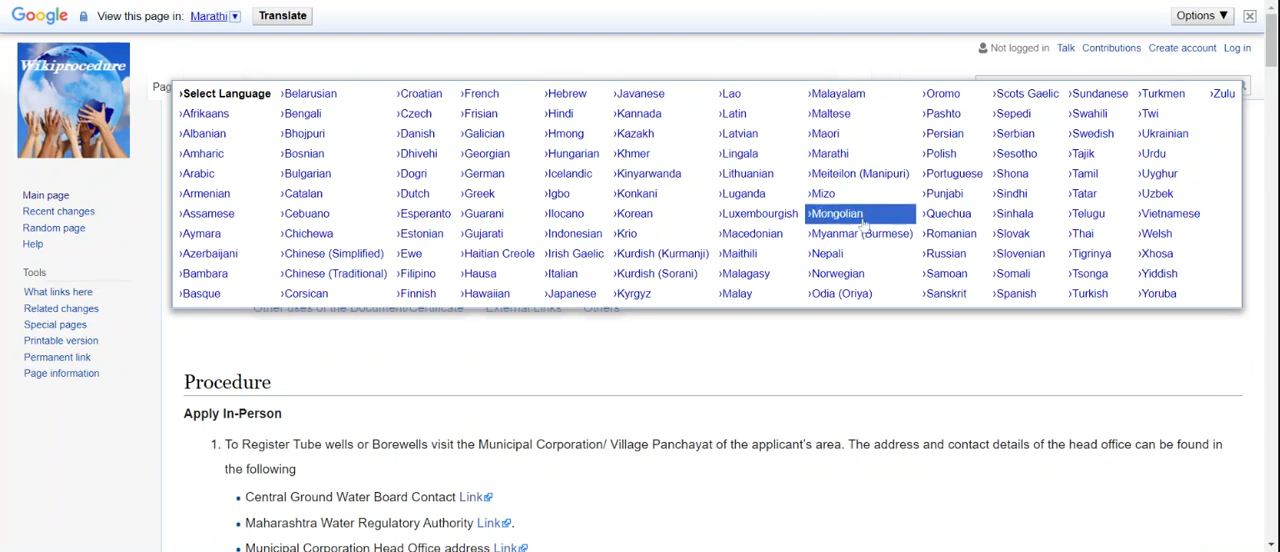 Google View this page in: Marathi Translate Options ▼
Wikiprocedure
Not logged in Talk Contributions Create account Log in
Pag
›Select Language ›Belarusian ›Croatian ›French ›Hebrew ›Javanese ›Lao ›Malayalam ›Oromo ›Scots Gaelic ›Sundanese ›Turkmen ›Zulu
›Afrikaans ›Bengali ›Czech ›Frisian ›Hindi ›Kannada ›Latin ›Maltese ›Pashto ›Sepedi ›Swahili ›Twi
›Albanian ›Bhojpuri ›Danish ›Galician ›Hmong ›Kazakh ›Latvian ›Maori ›Persian ›Serbian ›Swedish ›Ukrainian
›Amharic ›Bosnian ›Dhivehi ›Georgian ›Hungarian ›Khmer ›Lingala ›Marathi ›Polish ›Sesotho ›Tajik ›Urdu
›Arabic ›Bulgarian ›Dogri ›German ›Icelandic ›Kinyarwanda ›Lithuanian ›Meiteilon (Manipuri) ›Portuguese ›Shona ›Tamil ›Uyghur
›Armenian ›Catalan ›Dutch ›Greek ›Igbo ›Konkani ›Luganda ›Mizo ›Punjabi ›Sindhi ›Tatar ›Uzbek
›Assamese ›Cebuano ›Esperanto ›Guarani ›Ilocano ›Korean ›Luxembourgish ›Mongolian ›Quechua ›Sinhala ›Telugu ›Vietnamese
›Aymara ›Chichewa ›Estonian ›Gujarati ›Indonesian ›Krio ›Macedonian ›Myanmar (Burmese) ›Romanian ›Slovak ›Thai ›Welsh
›Azerbaijani ›Chinese (Simplified) ›Ewe ›Haitian Creole ›Irish Gaelic ›Kurdish (Kurmanji) ›Maithili ›Nepali ›Russian ›Slovenian ›Tigrinya ›Xhosa
›Bambara ›Chinese (Traditional) ›Filipino ›Hausa ›Italian ›Kurdish (Sorani) ›Malagasy ›Norwegian ›Samoan ›Somali ›Tsonga ›Yiddish
›Basque ›Corsican ›Finnish ›Hawaiian ›Japanese ›Kyrgyz ›Malay ›Odia (Oriya) ›Sanskrit ›Spanish ›Turkish ›Yoruba
Other uses of the Document/Certificate External Links Others
Main page
Recent changes
Random page
Help
Tools
What links here
Related changes
Special pages
Printable version
Permanent link
Page information
Procedure
Apply In-Person
1. To Register Tube wells or Borewells visit the Municipal Corporation/ Village Panchayat of the applicant's area. The address and contact details of the head office can be found in
the following
• Central Ground Water Board Contact Link
• Maharashtra Water Regulatory Authority Link.
• Municipal Corporation Head Office address Link